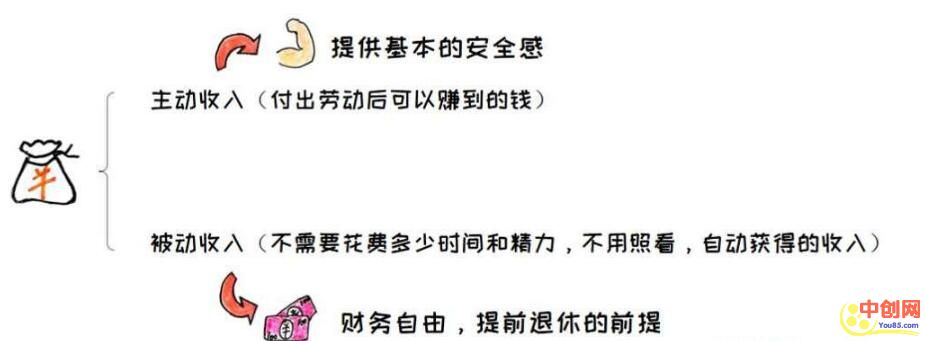 提供基本的安全感
主动收入（付出劳动后可以赚到的钱）
被动收入（不需要花费多少时间和精力，不用照看，自动获得的收入）
财务自由，提前退休的前提
中创网
You85.com